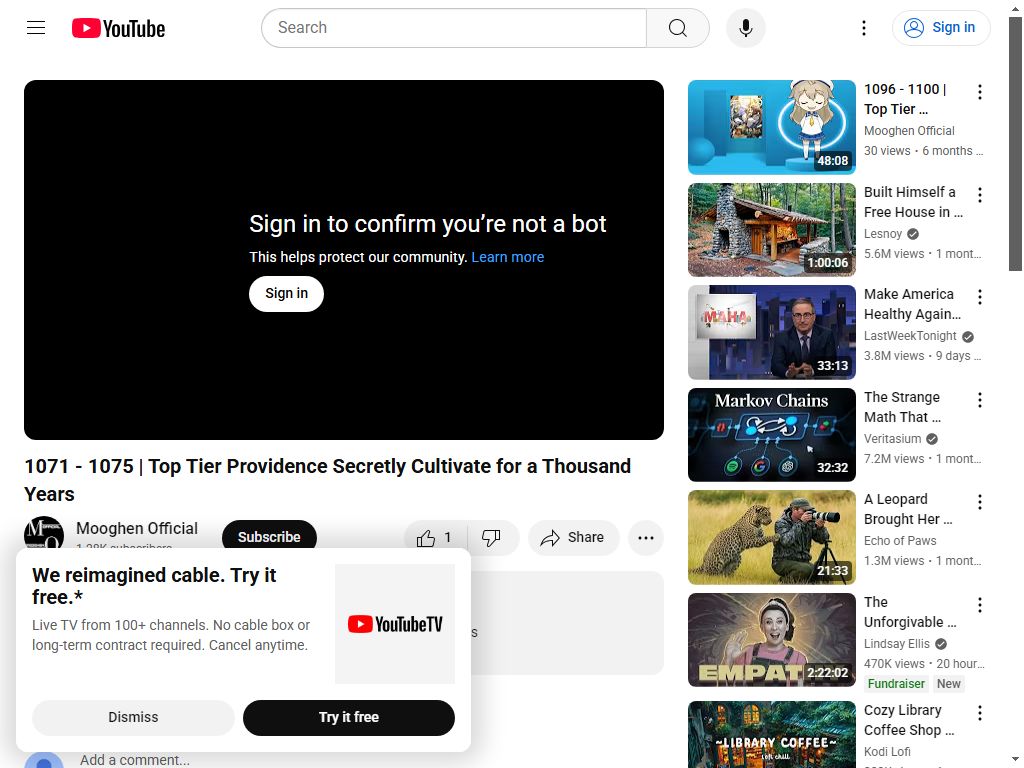 YouTube
Search
Sign in
Sign in to confirm you’re not a bot
This helps protect our community. Learn more
Sign in
1071 - 1075 | Top Tier Providence Secretly Cultivate for a Thousand
Years
Mooghen Official
Subscribe
1
Share
We reimagined cable. Try it
free.*
Live TV from 100+ channels. No cable box or
long-term contract required. Cancel anytime.
YouTubeTV
Dismiss
Try it free
Add a comment...
48:08
1096 - 1100 |
Top Tier ...
Mooghen Official
30 views • 6 months ...
1:00:06
Built Himself a
Free House in ...
Lesnoy
5.6M views • 1 mont...
MAHA
33:13
Make America
Healthy Again...
LastWeekTonight
3.8M views • 9 days ...
Markov Chains
32:32
The Strange
Math That ...
Veritasium
7.2M views • 1 mont...
21:33
A Leopard
Brought Her ...
Echo of Paws
1.3M views • 1 mont...
EMPAT
2:22:02
The
Unforgivable ...
Lindsay Ellis
470K views • 20 hour...
Fundraiser
New
~LIBRARY COFFEE~
lofi chill
Cozy Library
Coffee Shop ...
Kodi Lofi